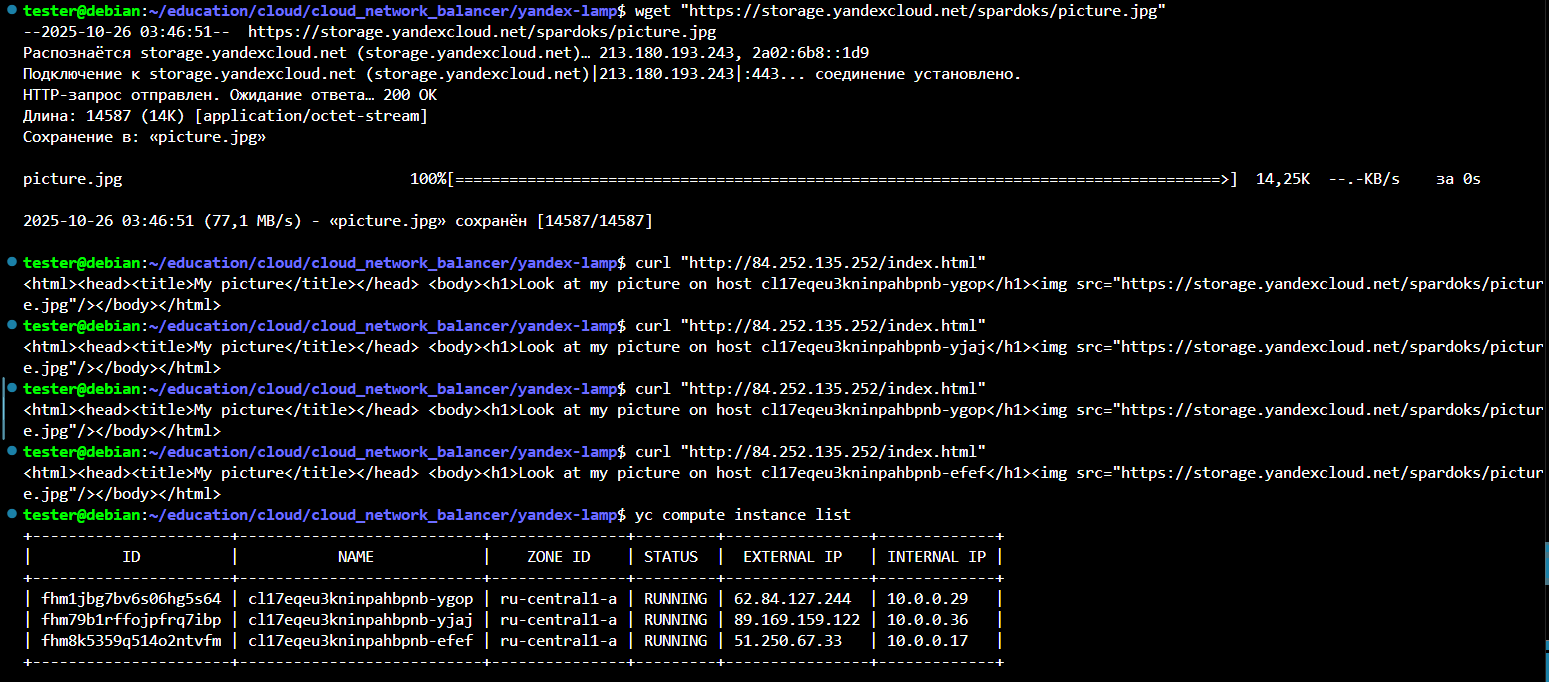 tester@debian:~/education/cloud/cloud_network_balancer/yandex-lamp$ wget "https://storage.yandexcloud.net/spardoks/picture.jpg"
--2025-10-26 03:46:51--  https://storage.yandexcloud.net/spardoks/picture.jpg
Распознаётся storage.yandexcloud.net (storage.yandexcloud.net)… 213.180.193.243, 2a02:6b8::1d9
Подключение к storage.yandexcloud.net (storage.yandexcloud.net)|213.180.193.243|:443... соединение установлено.
HTTP-запрос отправлен. Ожидание ответа… 200 OK
Длина: 14587 (14K) [application/octet-stream]
Сохранение в: «picture.jpg»
picture.jpg 100%[=====================================================================================>] 14,25K --.-KB/s за 0s
2025-10-26 03:46:51 (77,1 MB/s) - «picture.jpg» сохранён [14587/14587]
tester@debian:~/education/cloud/cloud_network_balancer/yandex-lamp$ curl "http://84.252.135.252/index.html"
<html><head><title>My picture</title></head> <body><h1>Look at my picture on host cl17eqeu3kninpahbpnb-ygop</h1><img src="https://storage.yandexcloud.net/spardoks/pictur
e.jpg"/></body></html>
tester@debian:~/education/cloud/cloud_network_balancer/yandex-lamp$ curl "http://84.252.135.252/index.html"
<html><head><title>My picture</title></head> <body><h1>Look at my picture on host cl17eqeu3kninpahbpnb-yjaj</h1><img src="https://storage.yandexcloud.net/spardoks/pictur
e.jpg"/></body></html>
tester@debian:~/education/cloud/cloud_network_balancer/yandex-lamp$ curl "http://84.252.135.252/index.html"
<html><head><title>My picture</title></head> <body><h1>Look at my picture on host cl17eqeu3kninpahbpnb-ygop</h1><img src="https://storage.yandexcloud.net/spardoks/pictur
e.jpg"/></body></html>
tester@debian:~/education/cloud/cloud_network_balancer/yandex-lamp$ curl "http://84.252.135.252/index.html"
<html><head><title>My picture</title></head> <body><h1>Look at my picture on host cl17eqeu3kninpahbpnb-efef</h1><img src="https://storage.yandexcloud.net/spardoks/pictur
e.jpg"/></body></html>
tester@debian:~/education/cloud/cloud_network_balancer/yandex-lamp$ yc compute instance list
+----------------------+---------------------------+---------------+---------+----------------+-------------+
| ID | NAME | ZONE ID | STATUS | EXTERNAL IP | INTERNAL IP |
+----------------------+---------------------------+---------------+---------+----------------+-------------+
| fhm1jbg7bv6s06hg5s64 | cl17eqeu3kninpahbpnb-ygop | ru-central1-a | RUNNING | 62.84.127.244 | 10.0.0.29 |
| fhm79b1rffojpfrq7ibp | cl17eqeu3kninpahbpnb-yjaj | ru-central1-a | RUNNING | 89.169.159.122 | 10.0.0.36 |
| fhm8k5359q514o2ntvfm | cl17eqeu3kninpahbpnb-efef | ru-central1-a | RUNNING | 51.250.67.33 | 10.0.0.17 |
+----------------------+---------------------------+---------------+---------+----------------+-------------+